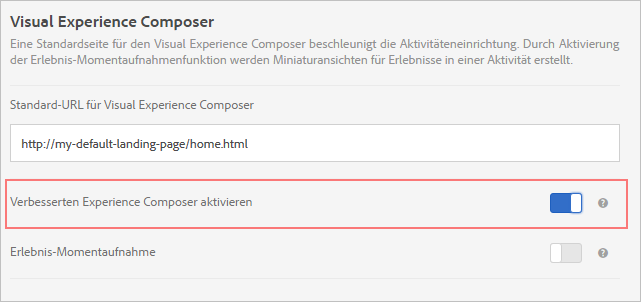 Visual Experience Composer
Eine Standardseite für den Visual Experience Composer beschleunigt die Aktivitäteneinrichtung. Durch Aktivierung
der Erlebnis-Momentaufnahmenfunktion werden Miniaturansichten für Erlebnisse in einer Aktivität erstellt.
Standard-URL für Visual Experience Composer
http://my-default-landing-page/home.html
Verbesserten Experience Composer aktivieren
?
Erlebnis-Momentaufnahme
?